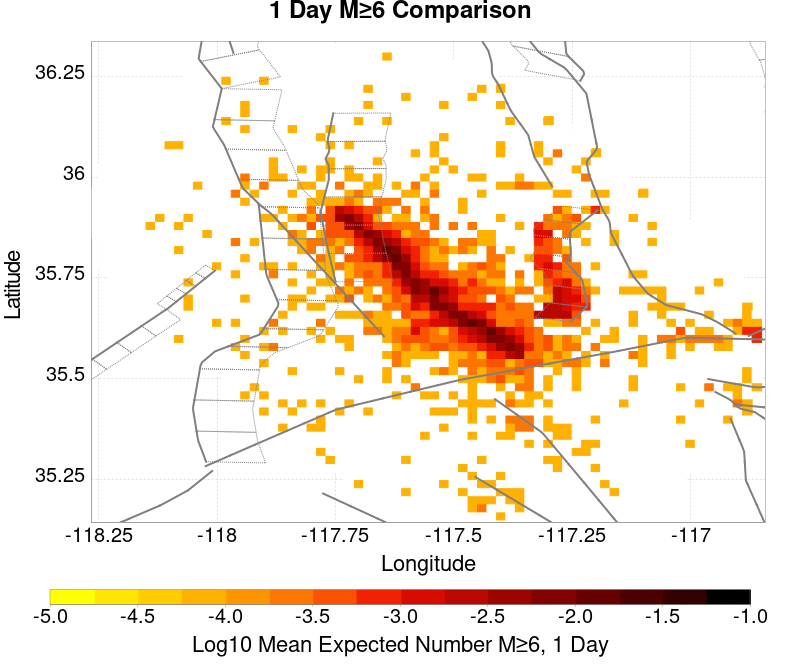 1 Day M≥6 Comparison
36.25
36
35.75
35.5
35.25
Latitude
-118.25 -118 -117.75 -117.5 -117.25 -117
Longitude
-5.0 -4.5 -4.0 -3.5 -3.0 -2.5 -2.0 -1.5 -1.0
Log10 Mean Expected Number M≥6, 1 Day